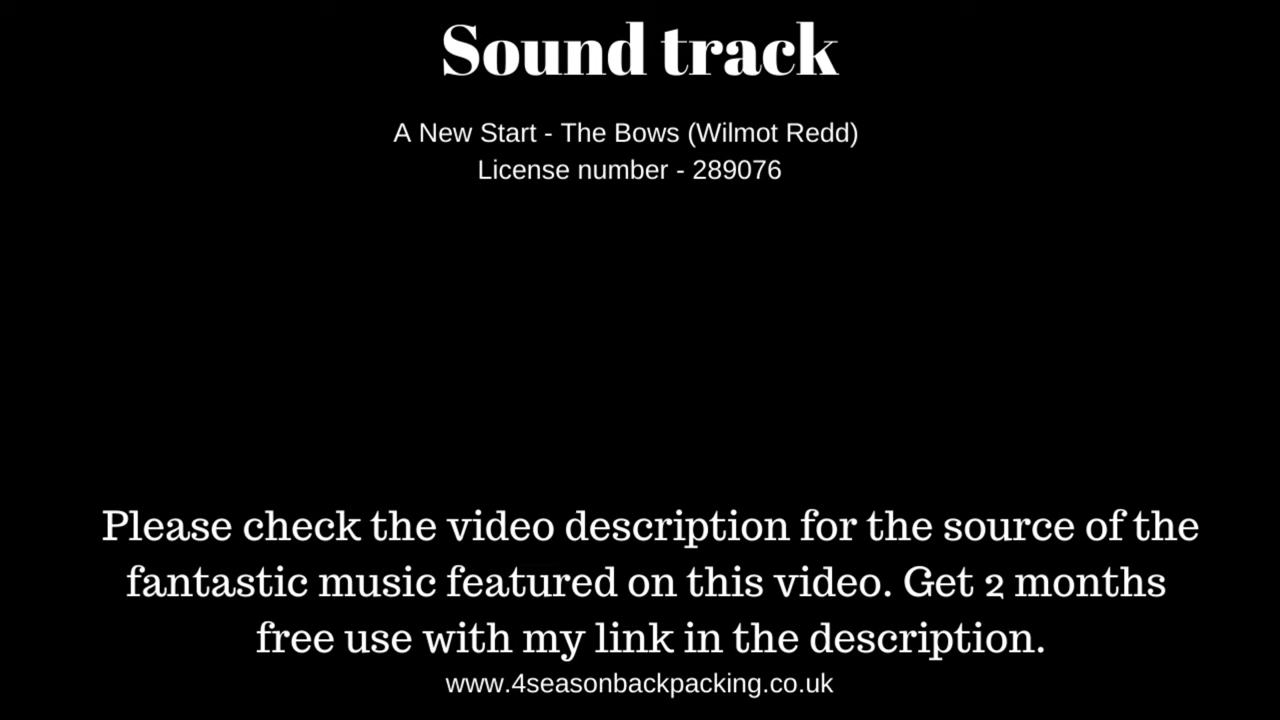 Sound track
A New Start - The Bows (Wilmot Redd)
License number - 289076
Please check the video description for the source of the
fantastic music featured on this video. Get 2 months
free use with my link in the description.
www.4seasonbackpacking.co.uk